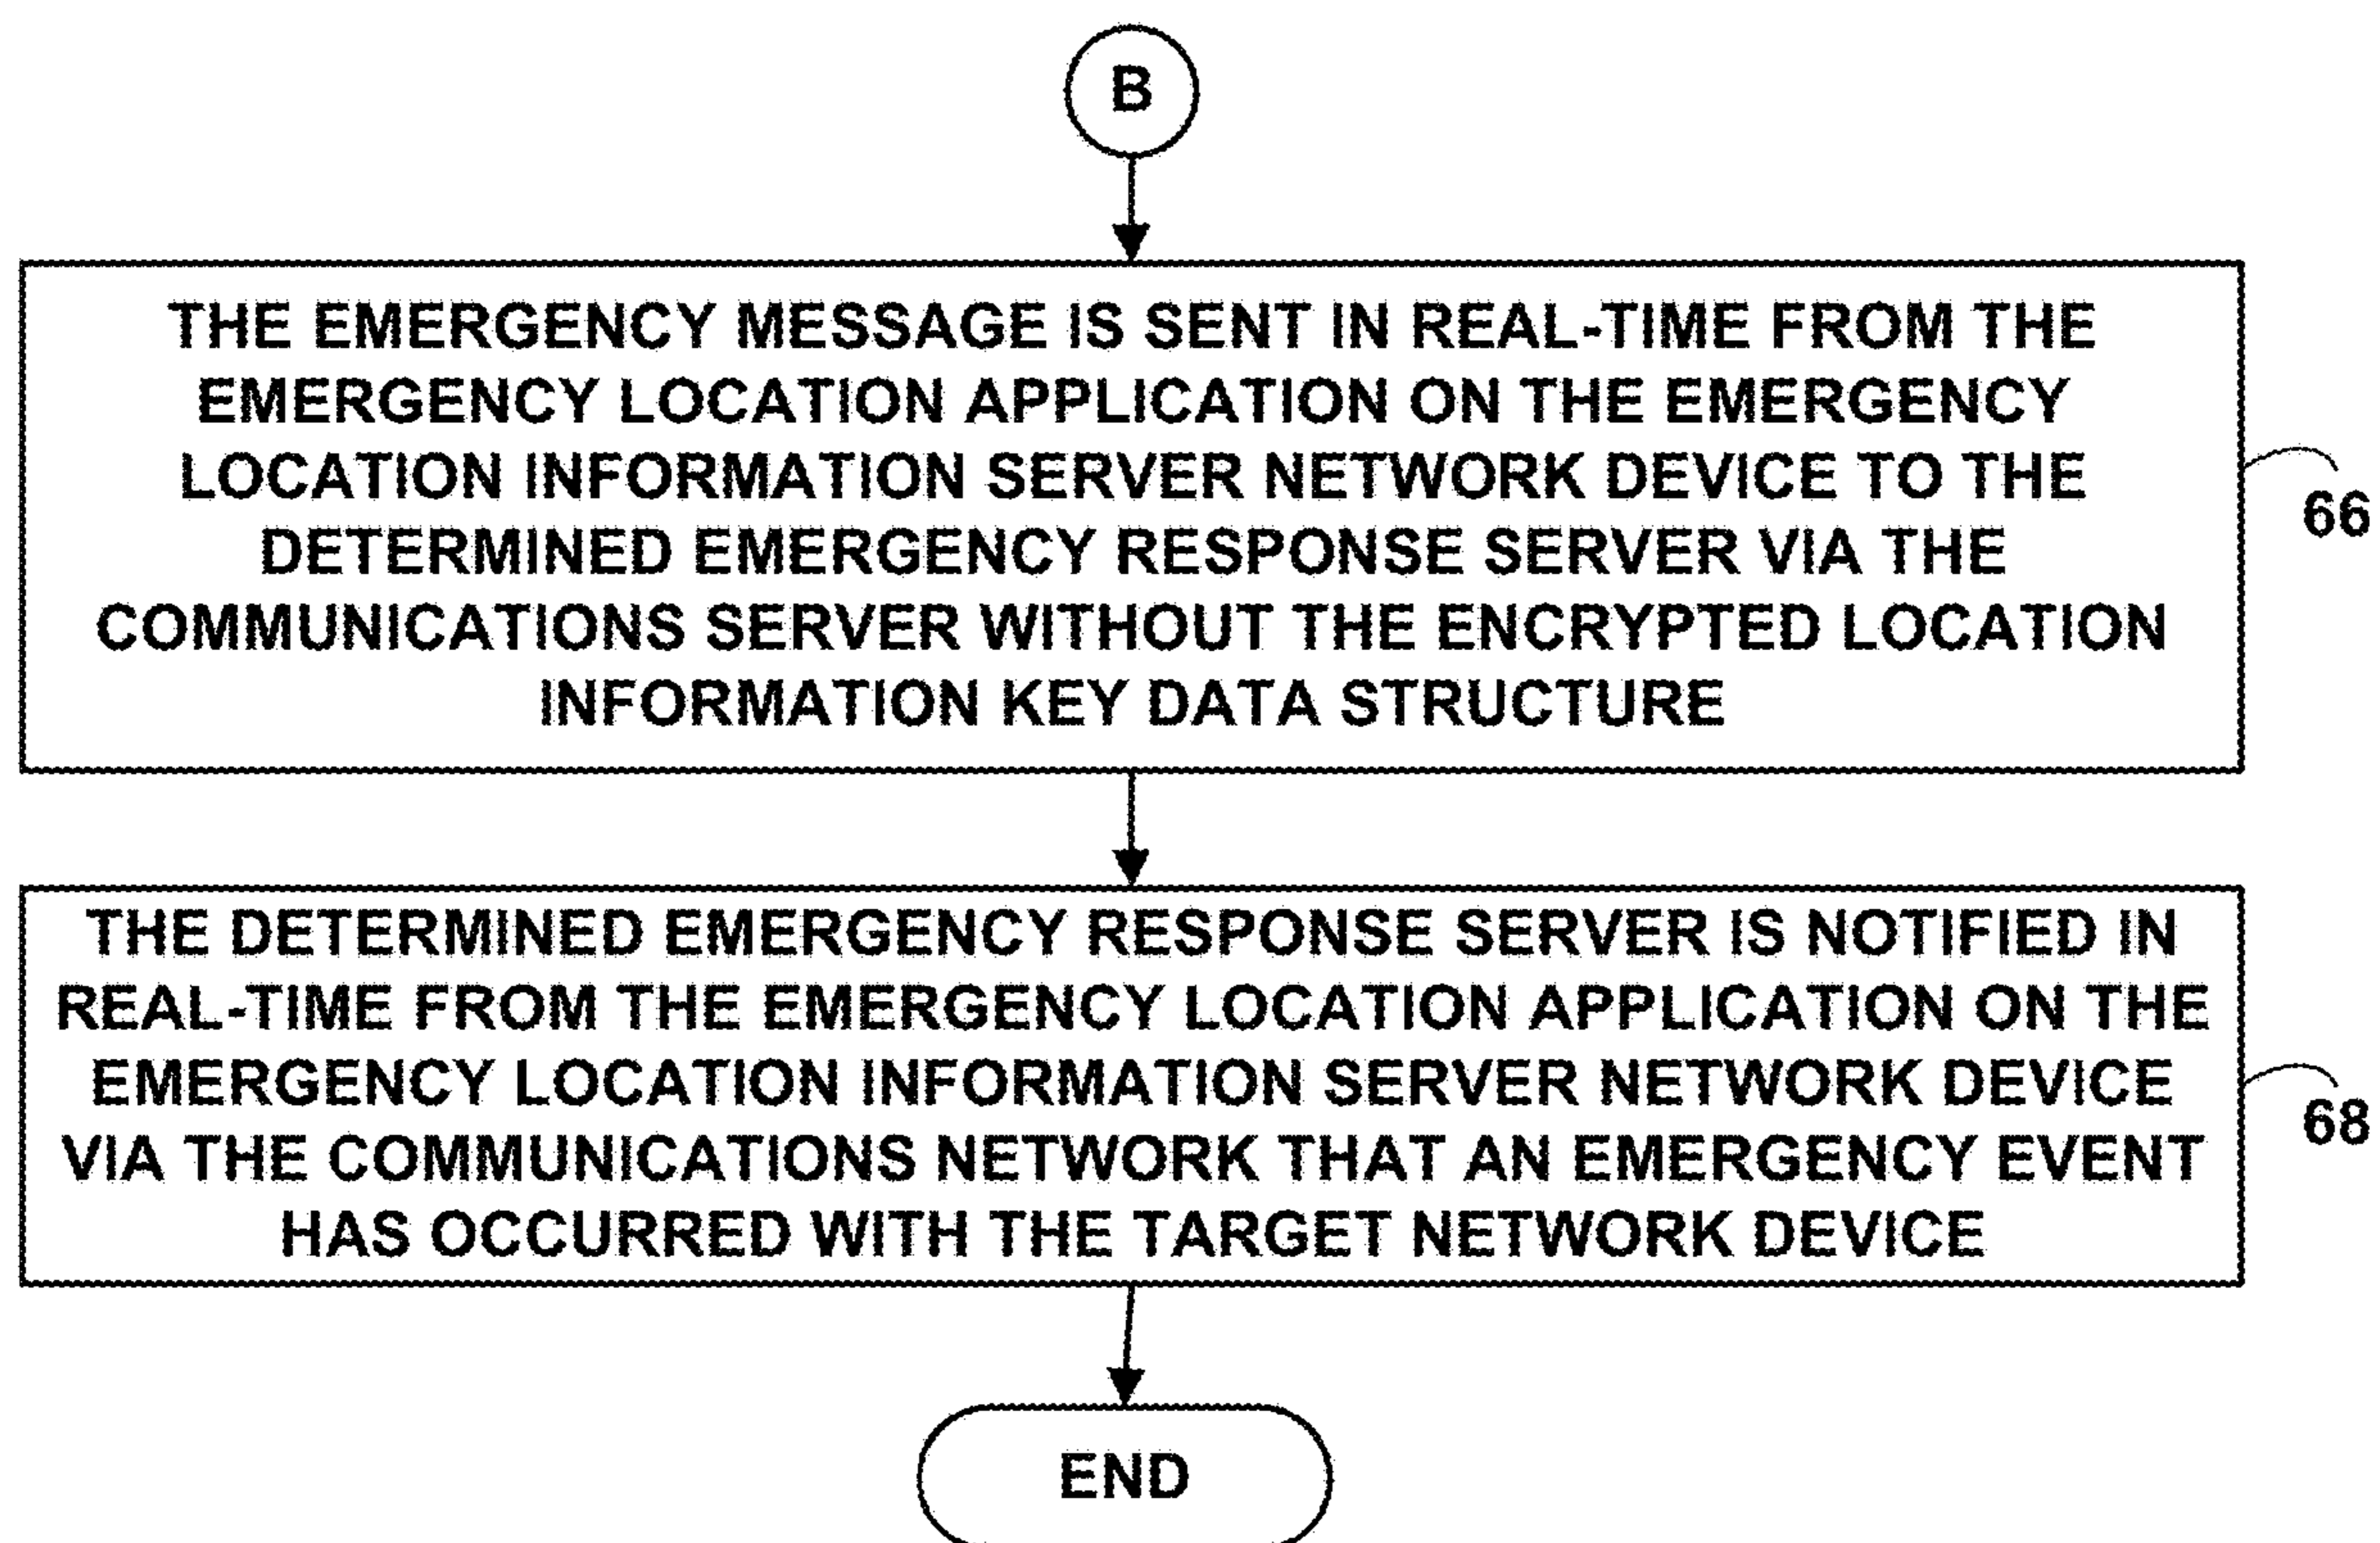 B
THE EMERGENCY MESSAGE IS SENT IN REAL-TIME FROM THE
EMERGENCY LOCATION APPLICATION ON THE EMERGENCY
LOCATION INFORMATION SERVER NETWORK DEVICE TO THE
DETERMINED EMERGENCY RESPONSE SERVER VIA THE
COMMUNICATIONS SERVER WITHOUT THE ENCRYPTED LOCATION
INFORMATION KEY DATA STRUCTURE
66
THE DETERMINED EMERGENCY RESPONSE SERVER IS NOTIFIED IN
REAL-TIME FROM THE EMERGENCY LOCATION APPLICATION ON THE
EMERGENCY LOCATION INFORMATION SERVER NETWORK DEVICE
VIA THE COMMUNICATIONS NETWORK THAT AN EMERGENCY EVENT
HAS OCCURRED WITH THE TARGET NETWORK DEVICE
68
END